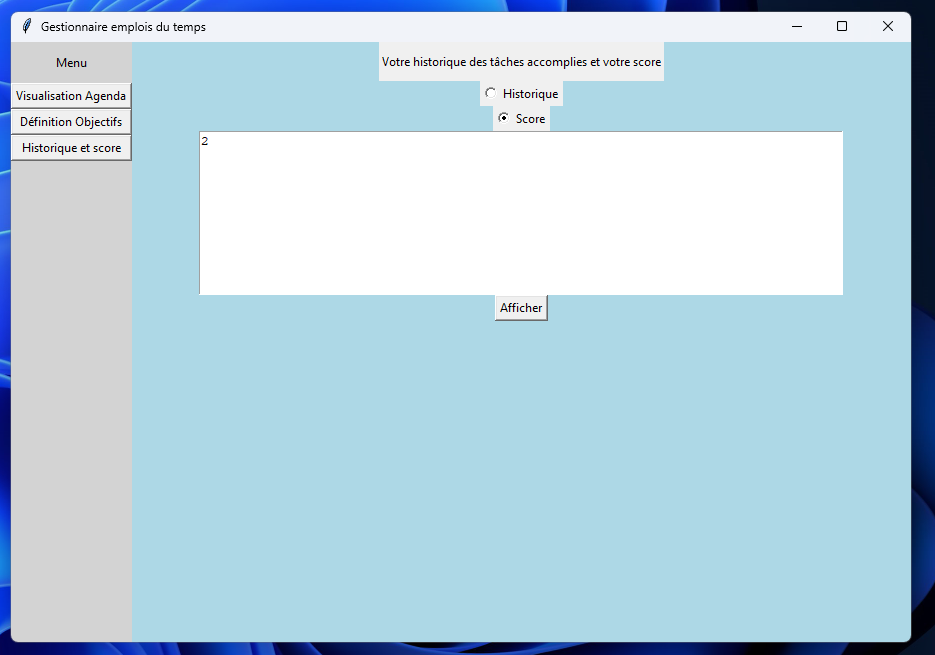 Gestionnaire emplois du temps
Menu
Visualisation Agenda
Définition Objectifs
Historique et score
Votre historique des tâches accomplies et votre score
Historique
Score
2
Afficher